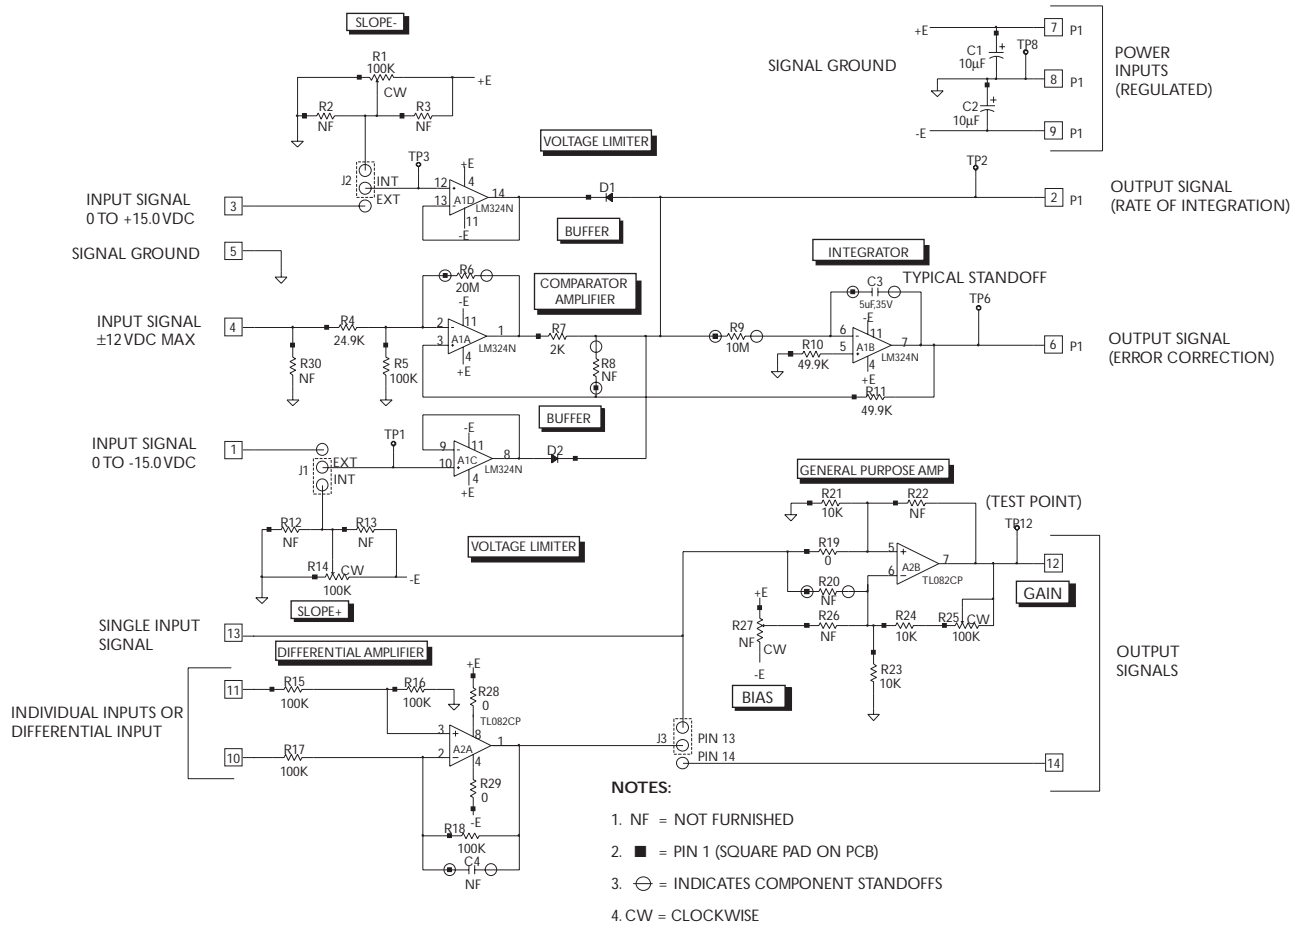 SLOPE-
R1
100K
CW
+E
R2
NF
R3
NF
SIGNAL GROUND
+E
C1
10µF
+
TP8
7
P1
8
P1
C2
10µF
+
-E
9
P1
POWER
INPUTS
(REGULATED)
VOLTAGE LIMITER
TP3
J2
INT
EXT
+E
4
12
+
13
-
A1D
14
LM324N
11
-E
D1
TP2
2
P1
OUTPUT SIGNAL
(RATE OF INTEGRATION)
INPUT SIGNAL
0 TO +15.0 VDC
3
BUFFER
SIGNAL GROUND
5
INTEGRATOR
TYPICAL STANDOFF
R6
20M
COMPARATOR
AMPLIFIER
C3
5uF,35V
TP6
INPUT SIGNAL
±12 VDC MAX
4
R4
24.9K
R30
NF
R5
100K
-E
11
2
-
3
+
A1A
1
LM324N
4
+E
R7
2K
R8
NF
R9
10M
R10
49.9K
-E
11
6
-
5
+
A1B
7
LM324N
4
+E
R11
49.9K
6
P1
OUTPUT SIGNAL
(ERROR CORRECTION)
BUFFER
INPUT SIGNAL
0 TO -15.0 VDC
1
TP1
J1
EXT
INT
-E
11
9
-
10
+
A1C
8
LM324N
4
+E
D2
R12
NF
R13
NF
R14
CW
100K
-E
SLOPE+
VOLTAGE LIMITER
GENERAL PURPOSE AMP
R21
10K
R22
NF
(TEST POINT)
TP12
R19
0
R20
NF
5
+
6
−
A2B
7
TL082CP
12
GAIN
+E
R27
NF
CW
-E
BIAS
R26
NF
R24
10K
R25
CW
100K
R23
10K
OUTPUT
SIGNALS
SINGLE INPUT
SIGNAL
13
DIFFERENTIAL AMPLIFIER
INDIVIDUAL INPUTS OR
DIFFERENTIAL INPUT
11
R15
100K
R16
100K
+E
R28
0
TL082CP
8
3
+
2
−
A2A
1
4
10
R17
100K
R29
0
-E
R18
100K
C4
NF
J3
PIN 13
PIN 14
14
NOTES:
1. NF = NOT FURNISHED
2. ■ = PIN 1 (SQUARE PAD ON PCB)
3. = INDICATES COMPONENT STANDOFFS
4. CW = CLOCKWISE